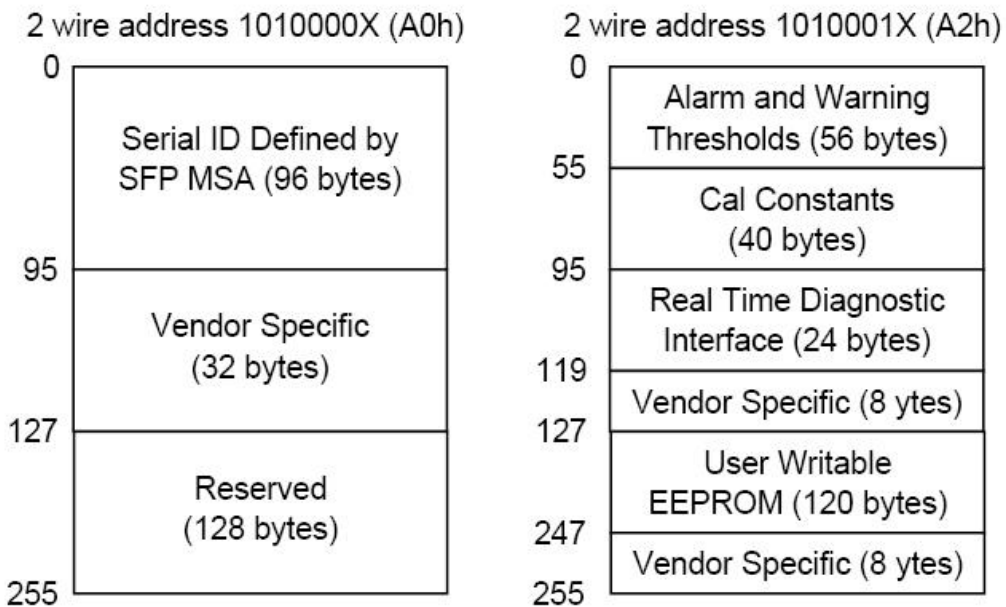 2 wire address 1010000X (A0h)
0
Serial ID Defined by
SFP MSA (96 bytes)
95
Vendor Specific
(32 bytes)
127
Reserved
(128 bytes)
255
2 wire address 1010001X (A2h)
0
Alarm and Warning
Thresholds (56 bytes)
55
Cal Constants
(40 bytes)
95
Real Time Diagnostic
Interface (24 bytes)
119
Vendor Specific (8 ytes)
127
User Writable
EEPROM (120 bytes)
247
Vendor Specific (8 ytes)
255